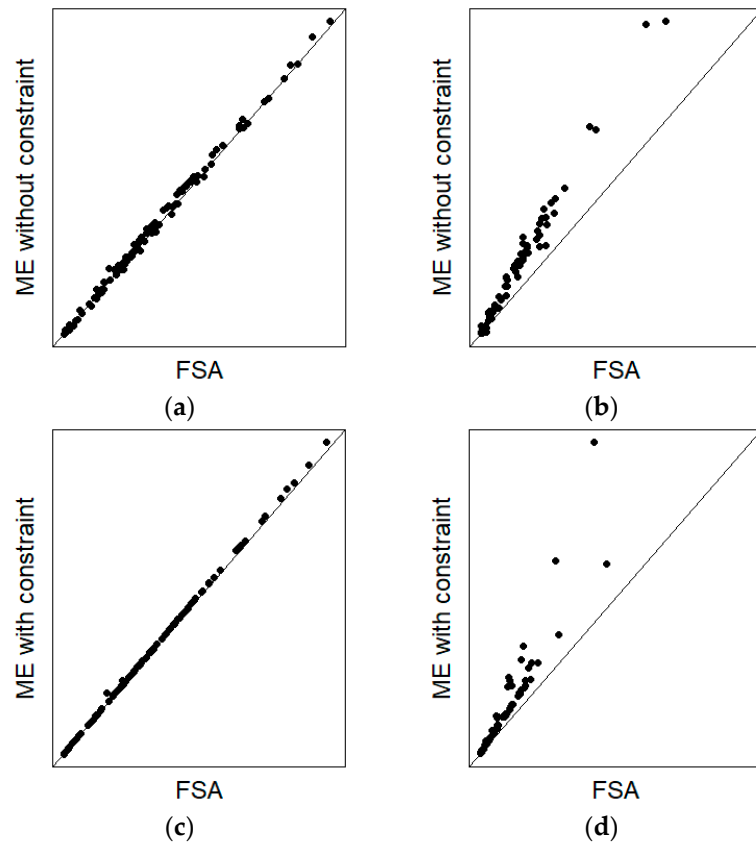 ME without constraint
FSA
(a)
ME without constraint
FSA
(b)
ME with constraint
FSA
(c)
ME with constraint
FSA
(d)